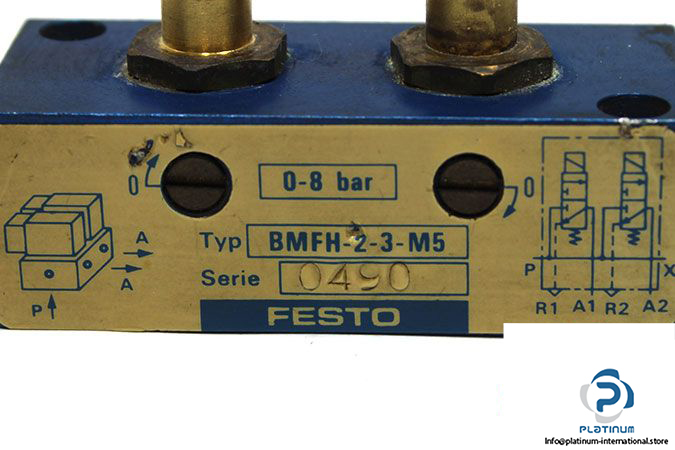 0
0-8 bar
0
Typ BMFH-2-3-M5
Serie 0490
FESTO
A
A
P
P X
R1 A1 R2 A2
P
PLATINUM
info@platinum-international.store